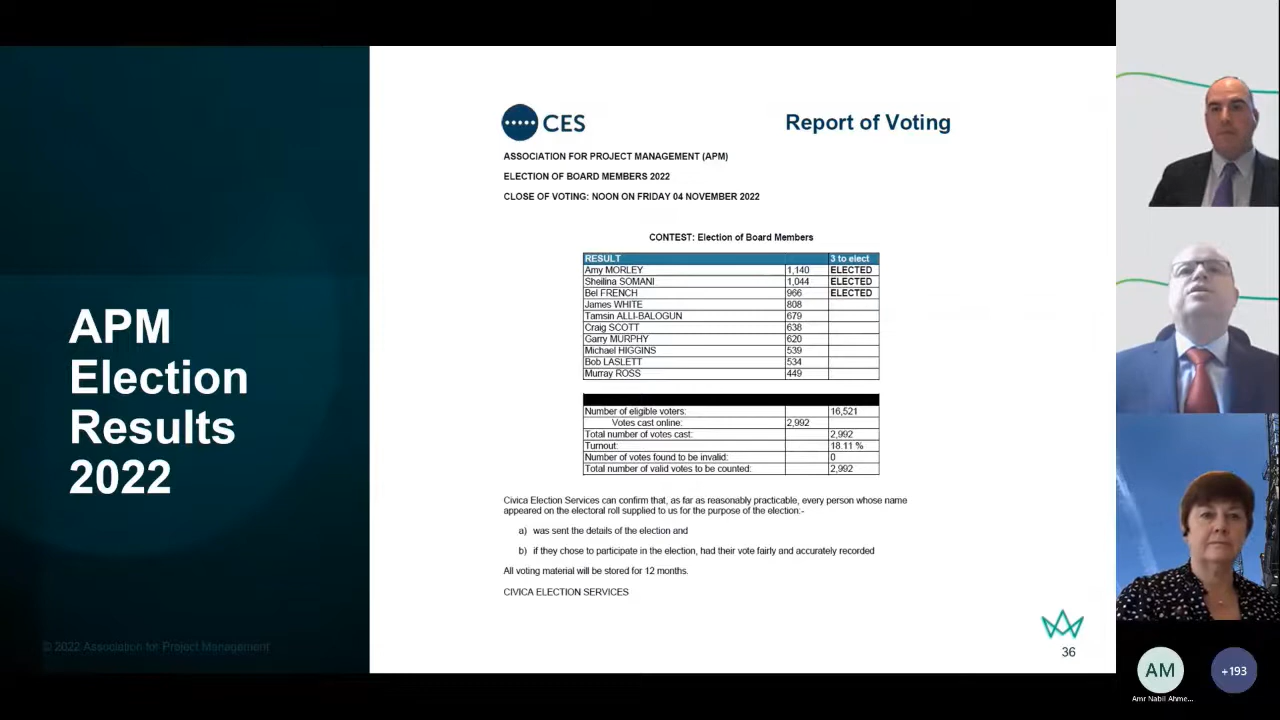 APM
Election
Results
2022
© 2022 Association for Project Management
CES
Report of Voting
ASSOCIATION FOR PROJECT MANAGEMENT (APM)
ELECTION OF BOARD MEMBERS 2022
CLOSE OF VOTING: NOON ON FRIDAY 04 NOVEMBER 2022
CONTEST: Election of Board Members
RESULT 3 to elect
Amy MORLEY 1,140 ELECTED
Sheilina SOMANI 1,044 ELECTED
Bel FRENCH 966 ELECTED
James WHITE 808
Tamsin ALLI-BALOGUN 679
Craig SCOTT 638
Garry MURPHY 620
Michael HIGGINS 539
Bob LASLETT 534
Murray ROSS 449
Number of eligible voters: 16,521
Votes cast online: 2,992
Total number of votes cast: 2,992
Turnout: 18.11 %
Number of votes found to be invalid: 0
Total number of valid votes to be counted: 2,992
Civica Election Services can confirm that, as far as reasonably practicable, every person whose name
appeared on the electoral roll supplied to us for the purpose of the election:-
a) was sent the details of the election and
b) if they chose to participate in the election, had their vote fairly and accurately recorded
All voting material will be stored for 12 months.
CIVICA ELECTION SERVICES
36
AM
+193
Amr Nabil Ahme...